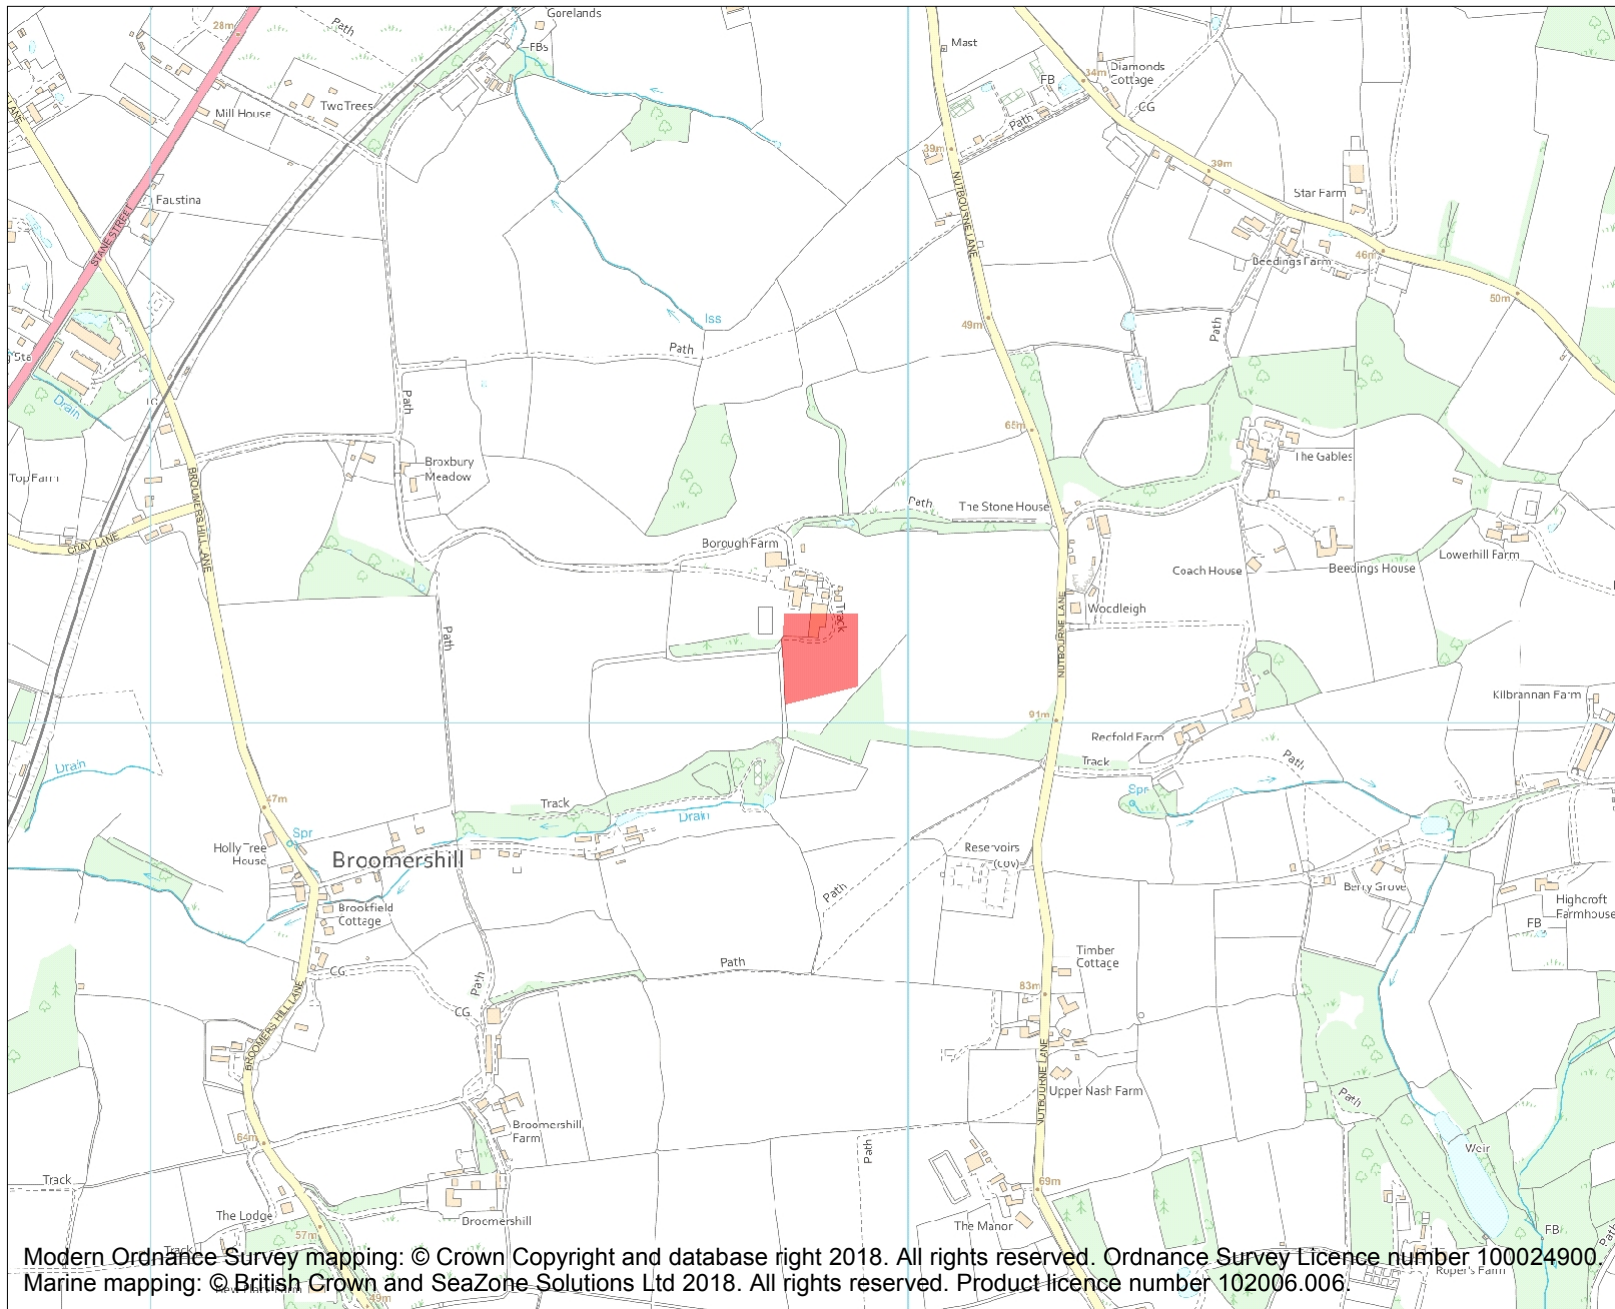 28m
Path
Gorelands
FBs
Mast
34m
Diamonds
Cottage
FB
CG
Two Trees
Mill House
LANE
Path
39m
39m
Star Farm
Faustina
NUTBOURNE LANE
STANE STREET
Beedings Farm
46m
50m
Iss
49m
Path
Path
Path
Drain
65m
Broxbury
Meadow
The Gables
Top Farm
BROOMERS HILL LANE
Path
The Stone House
CLAY LANE
Borough Farm
Lowerhill Farm
Coach House
Beedings House
Track
Woodleigh
Path
NUTBOURNE LANE
Kilbrannan Farm
91m
Redfold Farm
Track
Path
Drain
Spr
47m
Track
Drain
Spr
Holly Tree
House
Broomershill
Reservoirs
(cov)
Path
Berry Grove
Highcroft
Farmhouse
FB
Brookfield
Cottage
Timber
Cottage
Path
CG
Path
83m
CG
BROOMERS HILL LANE
NUTBOURNE LANE
Upper Nash Farm
Path
Broomershill
Farm
64m
Path
Weir
Track
69m
The Lodge
Broomershill
The Manor
FB
Path
57m
Track
Modern Ordnance Survey mapping: © Crown Copyright and database right 2018. All rights reserved. Ordnance Survey Licence number 100024900.
Roper's Farm
Marine mapping: © British Crown and SeaZone Solutions Ltd 2018. All rights reserved. Product licence number 102006.006.
49m